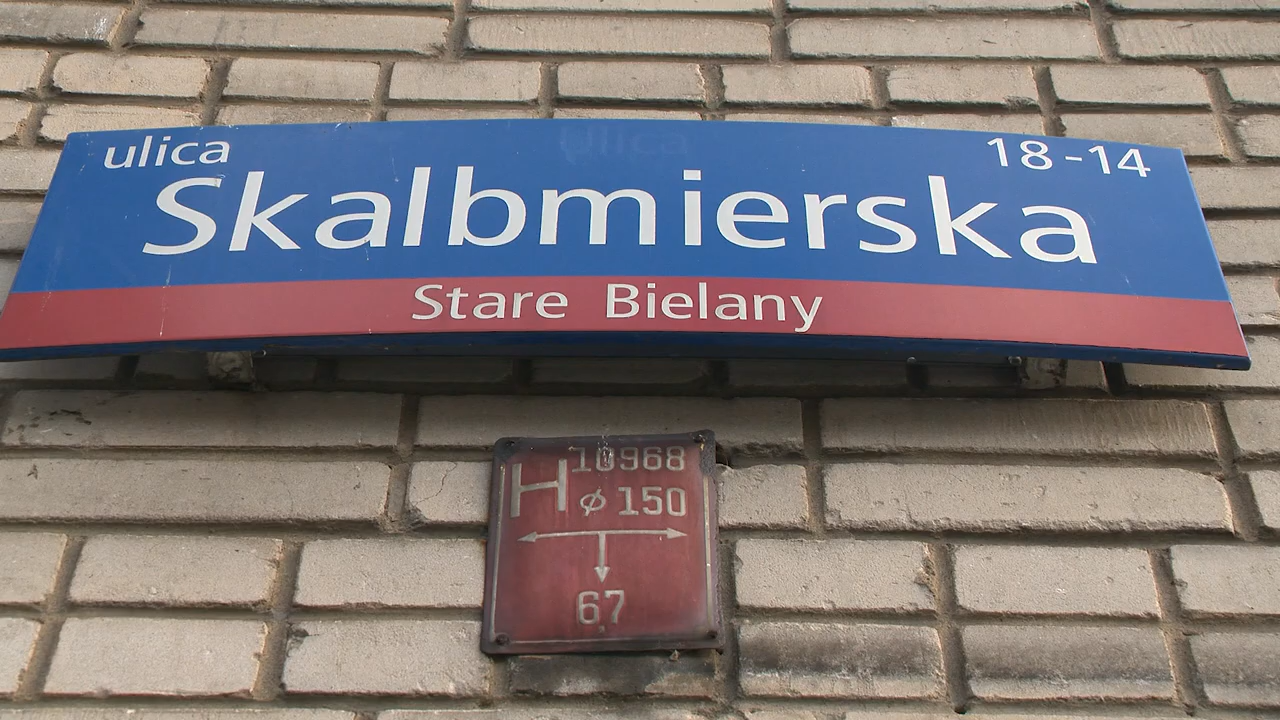 ulica
18-14
Skalbmierska
Stare Bielany
10968
H ø 150
67